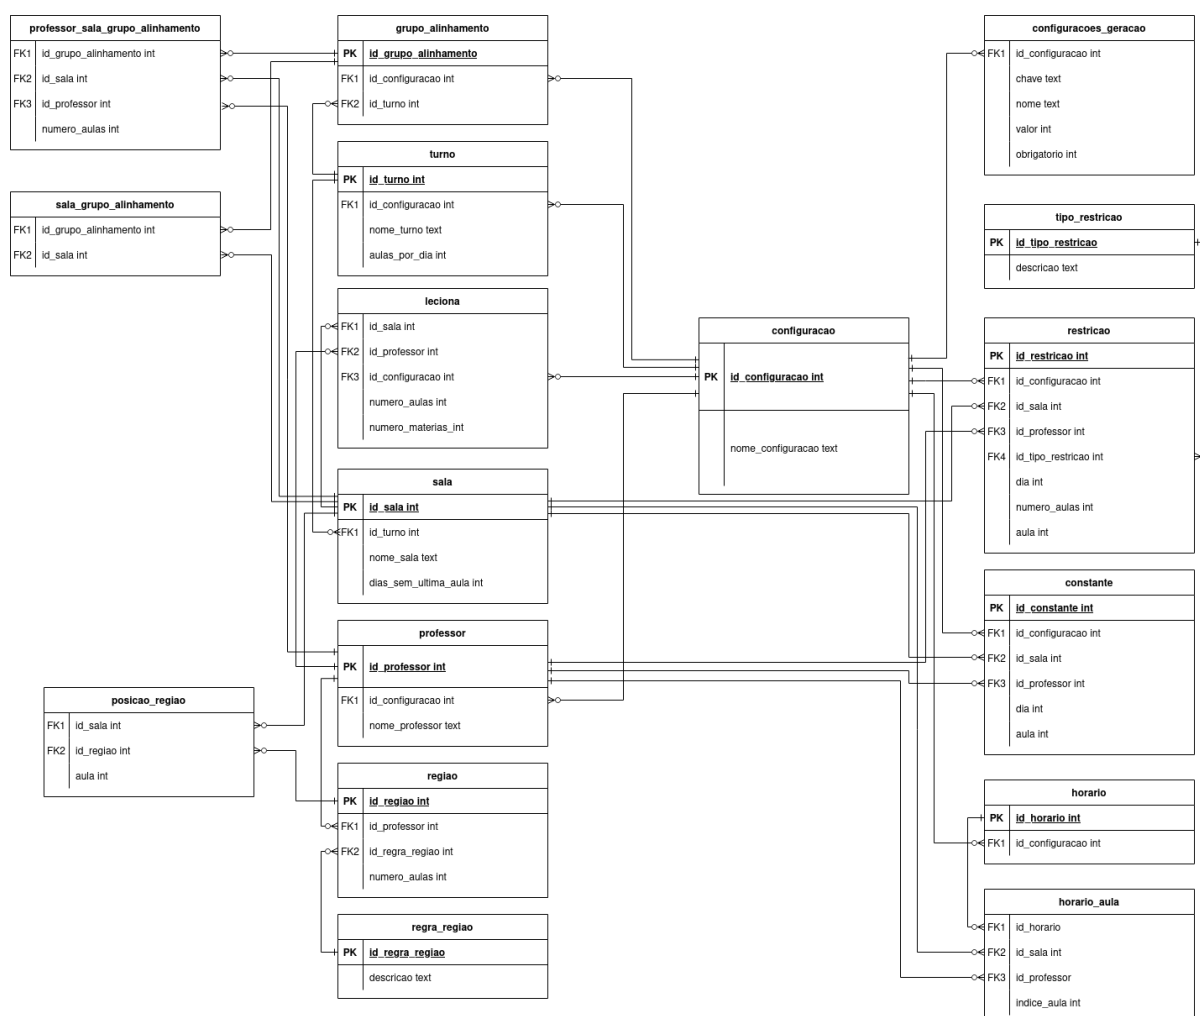 professor_sala_grupo_alinhamento
FK1 id_grupo_alinhamento int
FK2 id_sala int
FK3 id_professor int
numero_aulas int
sala_grupo_alinhamento
FK1 id_grupo_alinhamento int
FK2 id_sala int
posicao_regiao
FK1 id_sala int
FK2 id_regiao int
aula int
grupo_alinhamento
PK id_grupo_alinhamento
FK1 id_configuracao int
FK2 id_turno int
turno
PK id_turno int
FK1 id_configuracao int
nome_turno text
aulas_por_dia int
leciona
FK1 id_sala int
FK2 id_professor int
FK3 id_configuracao int
numero_aulas int
numero_materias_int
sala
PK id_sala int
FK1 id_turno int
nome_sala text
dias_sem_ultima_aula int
professor
PK id_professor int
FK1 id_configuracao int
nome_professor text
regiao
PK id_regiao int
FK1 id_professor int
FK2 id_regra_regiao int
numero_aulas int
regra_regiao
PK id_regra_regiao
descricao text
configuracao
PK id_configuracao int
nome_configuracao text
configuracoes_geracao
FK1 id_configuracao int
chave text
nome text
valor int
obrigatorio int
tipo_restricao
PK id_tipo_restricao
descricao text
restricao
PK id_restricao int
FK1 id_configuracao int
FK2 id_sala int
FK3 id_professor int
FK4 id_tipo_restricao int
dia int
numero_aulas int
aula int
constante
PK id_constante int
FK1 id_configuracao int
FK2 id_sala int
FK3 id_professor int
dia int
aula int
horario
PK id_horario int
FK1 id_configuracao int
horario_aula
FK1 id_horario
FK2 id_sala int
FK3 id_professor
indice_aula int